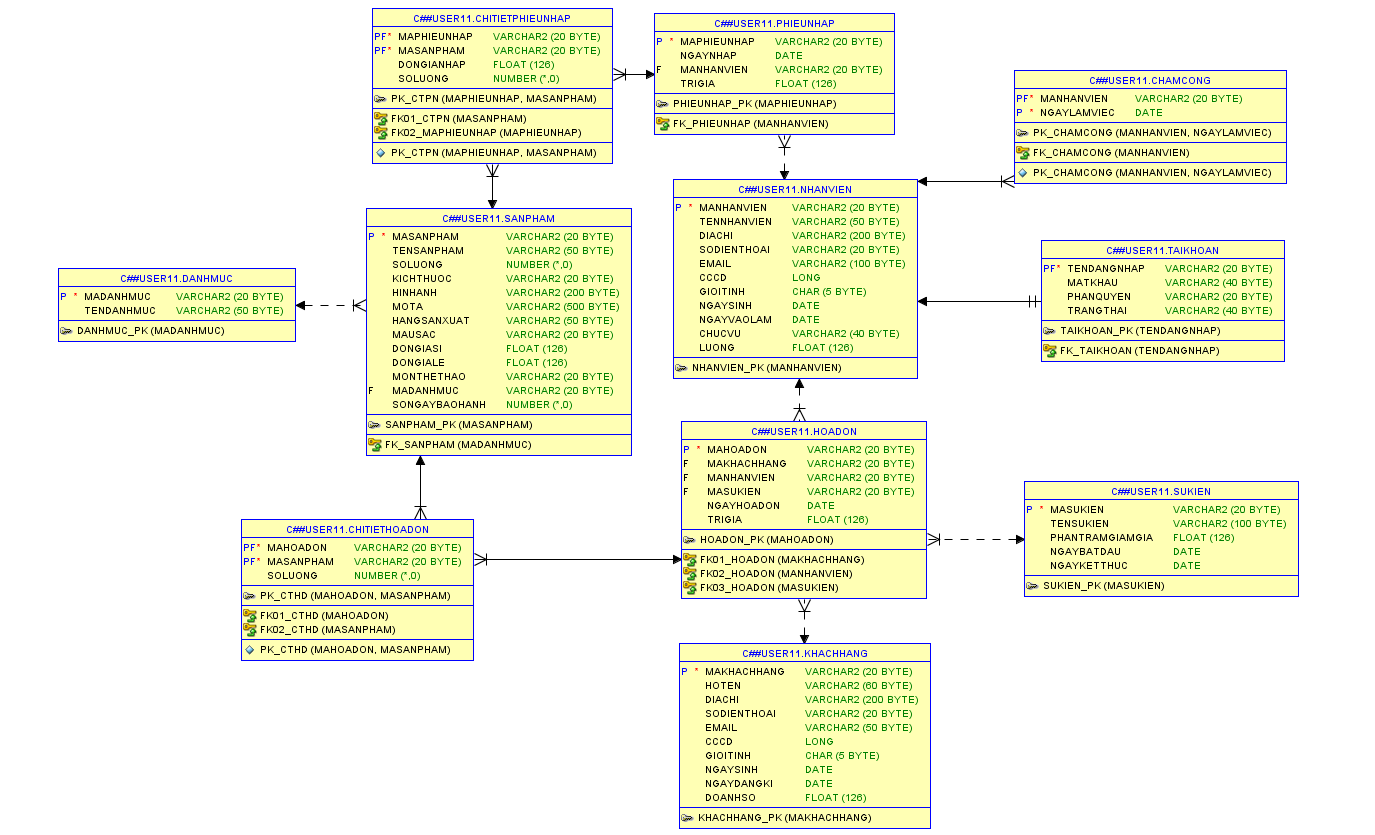 C##USER11.CHITIETPHIEUNHAP
PF* MAPHIEUNHAP VARCHAR2 (20 BYTE)
PF* MASANPHAM VARCHAR2 (20 BYTE)
DONGIANHAP FLOAT (126)
SOLUONG NUMBER (*,0)
PK_CTPN (MAPHIEUNHAP, MASANPHAM)
FK01_CTPN (MASANPHAM)
FK02_MAPHIEUNHAP (MAPHIEUNHAP)
PK_CTPN (MAPHIEUNHAP, MASANPHAM)
C##USER11.PHIEUNHAP
P * MAPHIEUNHAP VARCHAR2 (20 BYTE)
NGAYNHAP DATE
F MANHANVIEN VARCHAR2 (20 BYTE)
TRIGIA FLOAT (126)
PHIEUNHAP_PK (MAPHIEUNHAP)
FK_PHIEUNHAP (MANHANVIEN)
C##USER11.CHAMCONG
PF* MANHANVIEN VARCHAR2 (20 BYTE)
P * NGAYLAMVIEC DATE
PK_CHAMCONG (MANHANVIEN, NGAYLAMVIEC)
FK_CHAMCONG (MANHANVIEN)
PK_CHAMCONG (MANHANVIEN, NGAYLAMVIEC)
C##USER11.NHANVIEN
P * MANHANVIEN VARCHAR2 (20 BYTE)
TENNHANVIEN VARCHAR2 (50 BYTE)
DIACHI VARCHAR2 (200 BYTE)
SODIENTHOAI VARCHAR2 (20 BYTE)
EMAIL VARCHAR2 (100 BYTE)
CCCD LONG
GIOITINH CHAR (5 BYTE)
NGAYSINH DATE
NGAYVAOLAM DATE
CHUCVU VARCHAR2 (40 BYTE)
LUONG FLOAT (126)
NHANVIEN_PK (MANHANVIEN)
C##USER11.SANPHAM
P * MASANPHAM VARCHAR2 (20 BYTE)
TENSANPHAM VARCHAR2 (50 BYTE)
SOLUONG NUMBER (*,0)
KICHTHUOC VARCHAR2 (20 BYTE)
HINHANH VARCHAR2 (200 BYTE)
MOTA VARCHAR2 (500 BYTE)
HANGSANXUAT VARCHAR2 (50 BYTE)
MAUSAC VARCHAR2 (20 BYTE)
DONGIASI FLOAT (126)
DONGIALE FLOAT (126)
MONTHETHAO VARCHAR2 (20 BYTE)
F MADANHMUC VARCHAR2 (20 BYTE)
SONGAYBAOHANH NUMBER (*,0)
SANPHAM_PK (MASANPHAM)
FK_SANPHAM (MADANHMUC)
C##USER11.TAIKHOAN
PF* TENDANGNHAP VARCHAR2 (20 BYTE)
MATKHAU VARCHAR2 (40 BYTE)
PHANQUYEN VARCHAR2 (20 BYTE)
TRANGTHAI VARCHAR2 (40 BYTE)
TAIKHOAN_PK (TENDANGNHAP)
FK_TAIKHOAN (TENDANGNHAP)
C##USER11.DANHMUC
P * MADANHMUC VARCHAR2 (20 BYTE)
TENDANHMUC VARCHAR2 (50 BYTE)
DANHMUC_PK (MADANHMUC)
C##USER11.HOADON
P * MAHOADON VARCHAR2 (20 BYTE)
F MAKHACHHANG VARCHAR2 (20 BYTE)
F MANHANVIEN VARCHAR2 (20 BYTE)
F MASUKIEN VARCHAR2 (20 BYTE)
NGAYHOADON DATE
TRIGIA FLOAT (126)
HOADON_PK (MAHOADON)
FK01_HOADON (MAKHACHHANG)
FK02_HOADON (MANHANVIEN)
FK03_HOADON (MASUKIEN)
C##USER11.SUKIEN
P * MASUKIEN VARCHAR2 (20 BYTE)
TENSUKIEN VARCHAR2 (100 BYTE)
PHANTRAMGIAMGIA FLOAT (126)
NGAYBATDAU DATE
NGAYKETTHUC DATE
SUKIEN_PK (MASUKIEN)
C##USER11.CHITIETHOADON
PF* MAHOADON VARCHAR2 (20 BYTE)
PF* MASANPHAM VARCHAR2 (20 BYTE)
SOLUONG NUMBER (*,0)
PK_CTHD (MAHOADON, MASANPHAM)
FK01_CTHD (MAHOADON)
FK02_CTHD (MASANPHAM)
PK_CTHD (MAHOADON, MASANPHAM)
C##USER11.KHACHHANG
P * MAKHACHHANG VARCHAR2 (20 BYTE)
HOTEN VARCHAR2 (60 BYTE)
DIACHI VARCHAR2 (200 BYTE)
SODIENTHOAI VARCHAR2 (20 BYTE)
EMAIL VARCHAR2 (50 BYTE)
CCCD LONG
GIOITINH CHAR (5 BYTE)
NGAYSINH DATE
NGAYDANGKI DATE
DOANHSO FLOAT (126)
KHACHHANG_PK (MAKHACHHANG)